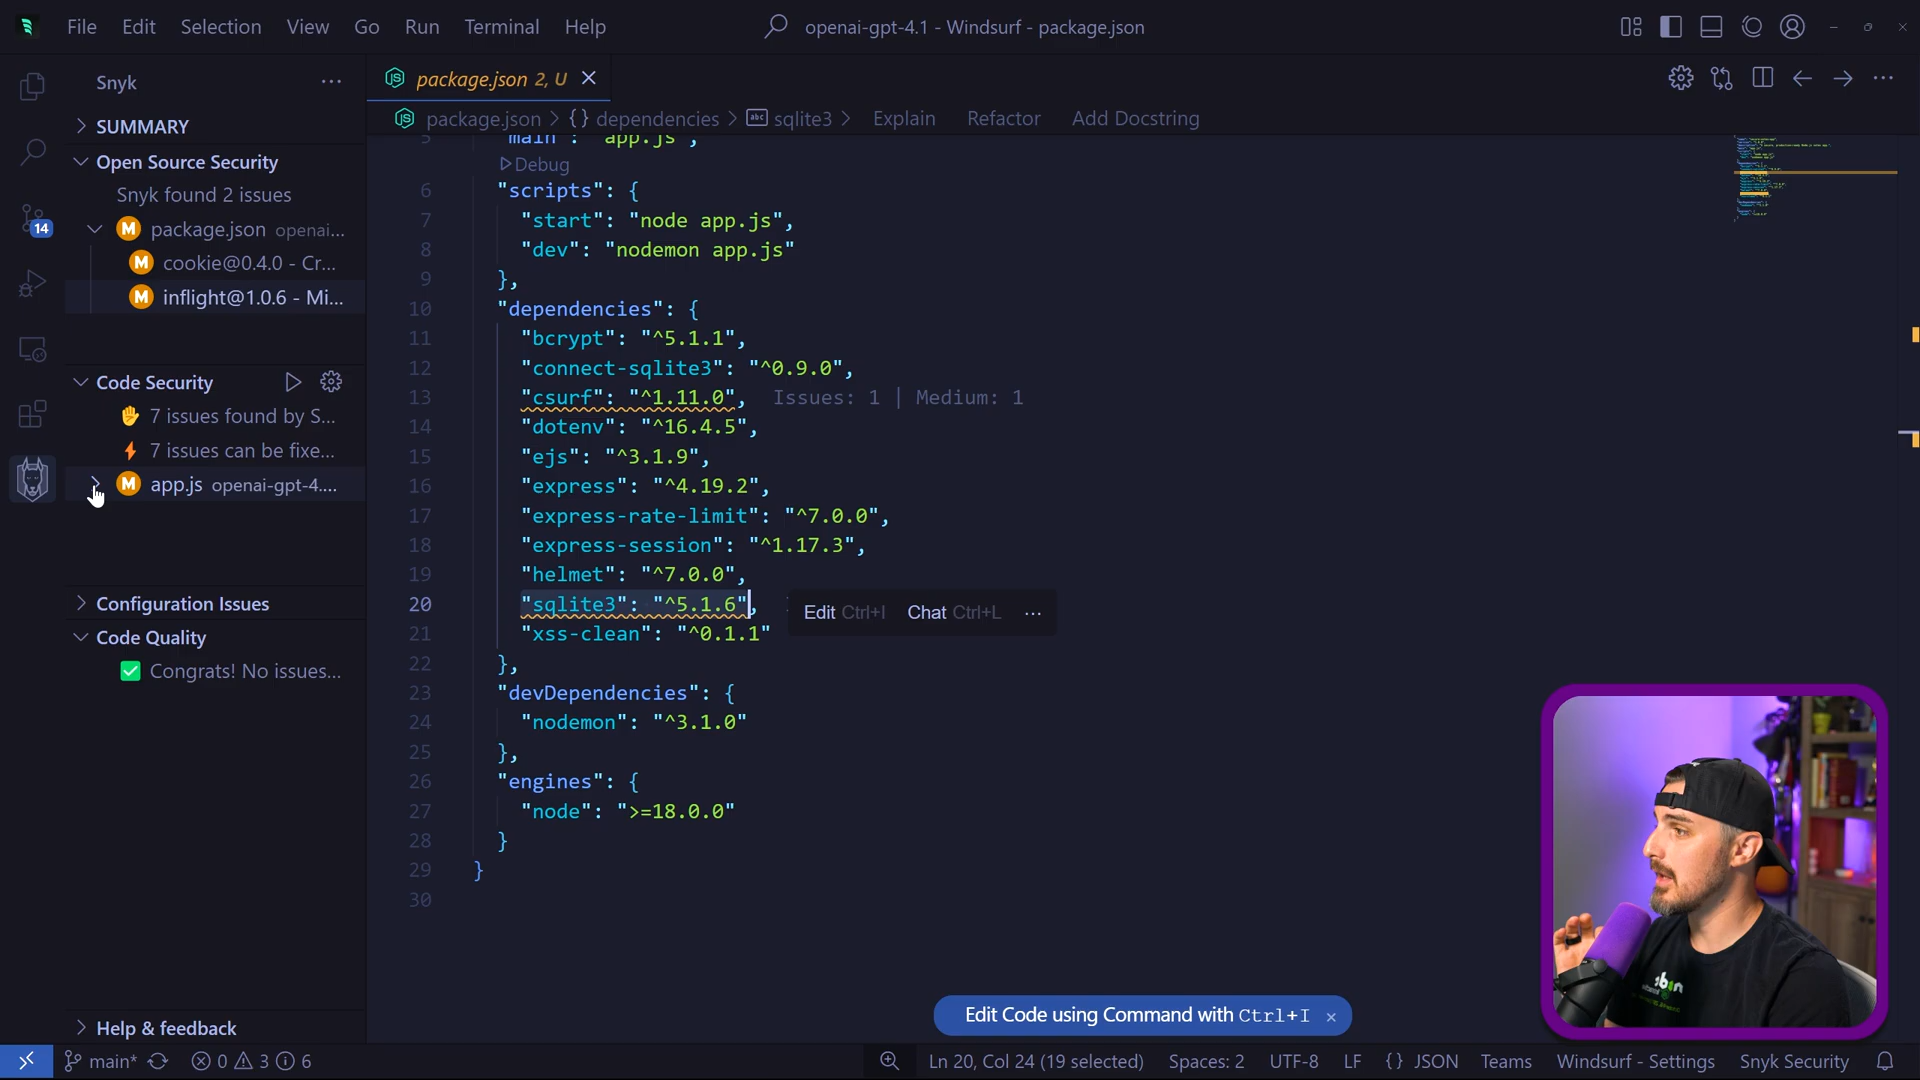 File Edit Selection View Go Run Terminal Help
openai-gpt-4.1 - Windsurf - package.json
Snyk ...
package.json 2, U
SUMMARY
package.json > {} dependencies > abc sqlite3 > Explain Refactor Add Docstring
Open Source Security
Snyk found 2 issues
M package.json openai...
M cookie@0.4.0 - Cr...
M inflight@1.0.6 - Mi...
14
Code Security
7 issues found by S...
7 issues can be fixe...
M app.js openai-gpt-4....
Configuration Issues
Code Quality
Congrats! No issues...
Help & feedback
5 "main": "app.js",
Debug
6 "scripts": {
7 "start": "node app.js",
8 "dev": "nodemon app.js"
9 },
10 "dependencies": {
11 "bcrypt": "^5.1.1",
12 "connect-sqlite3": "^0.9.0",
13 "csurf": "^1.11.0", Issues: 1 | Medium: 1
14 "dotenv": "^16.4.5",
15 "ejs": "^3.1.9",
16 "express": "^4.19.2",
17 "express-rate-limit": "^7.0.0",
18 "express-session": "^1.17.3",
19 "helmet": "^7.0.0",
20 "sqlite3": "^5.1.6",
Edit Ctrl+I Chat Ctrl+L ...
21 "xss-clean": "^0.1.1"
22 },
23 "devDependencies": {
24 "nodemon": "^3.1.0"
25 },
26 "engines": {
27 "node": ">=18.0.0"
28 }
29 }
30
Edit Code using Command with Ctrl+I ×
main* 0 3 6
Ln 20, Col 24 (19 selected) Spaces: 2 UTF-8 LF {} JSON Teams Windsurf - Settings Snyk Security